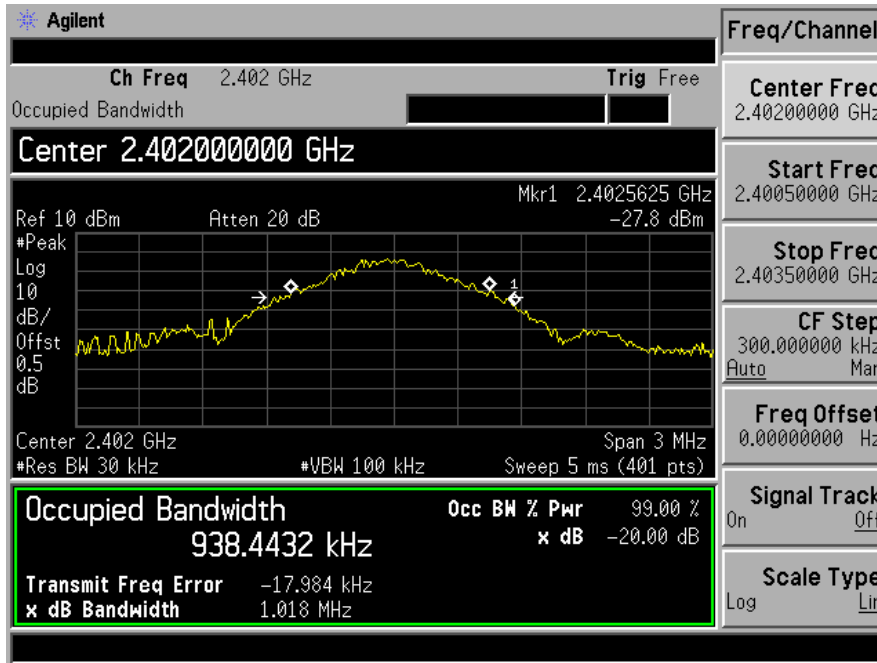 Agilent
Ch Freq 2.402 GHz Trig Free
Occupied Bandwidth
Center 2.402000000 GHz
Mkr1 2.4025625 GHz
Ref 10 dBm Atten 20 dB -27.8 dBm
#Peak
Log
10
dB/
Offst
0.5
dB
1
Center 2.402 GHz Span 3 MHz
#Res BW 30 kHz #VBW 100 kHz Sweep 5 ms (401 pts)
Occupied Bandwidth
938.4432 kHz
Occ BW % Pwr 99.00 %
x dB -20.00 dB
Transmit Freq Error -17.984 kHz
x dB Bandwidth 1.018 MHz
Freq/Channel
Center Freq
2.40200000 GHz
Start Freq
2.40050000 GHz
Stop Freq
2.40350000 GHz
CF Step
300.000000 kHz
Auto Man
Freq Offset
0.00000000 Hz
Signal Track
On Off
Scale Type
Log Lin